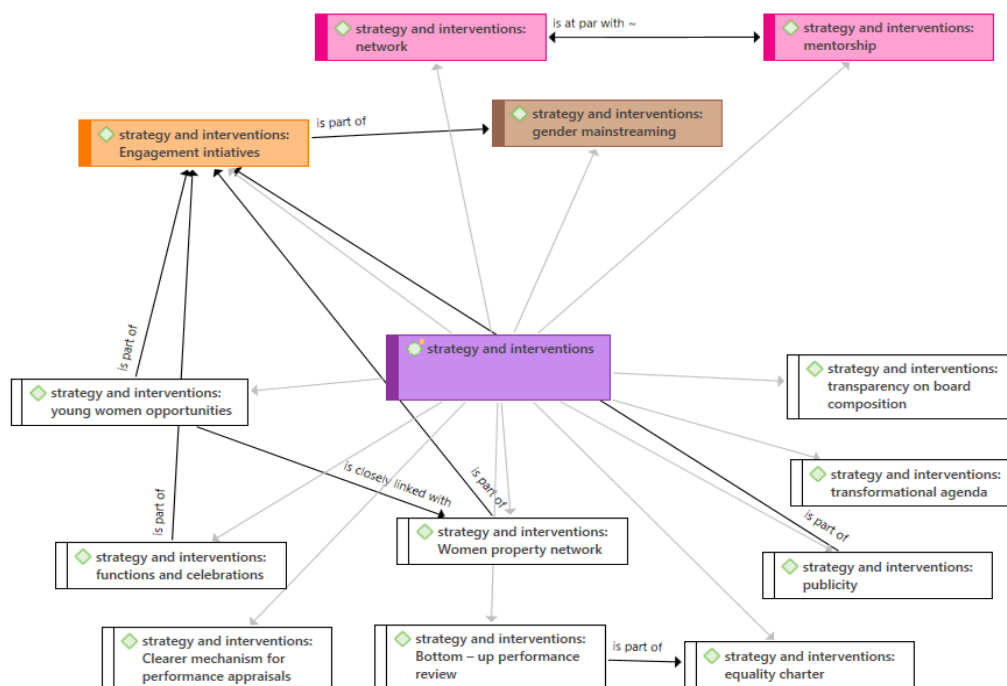 strategy and interventions:
network
is at par with ~
strategy and interventions:
mentorship
strategy and interventions:
Engagement intiatives
is part of
strategy and interventions:
gender mainstreaming
strategy and interventions
is part of
strategy and interventions:
young women opportunities
strategy and interventions:
transparency on board
composition
is closely linked with
is part of
strategy and interventions:
transformational agenda
is part of
is part of
strategy and interventions:
functions and celebrations
strategy and interventions:
Women property network
strategy and interventions:
publicity
strategy and interventions:
Clearer mechanism for
performance appraisals
strategy and interventions:
Bottom – up performance
review
is part of
strategy and interventions:
equality charter